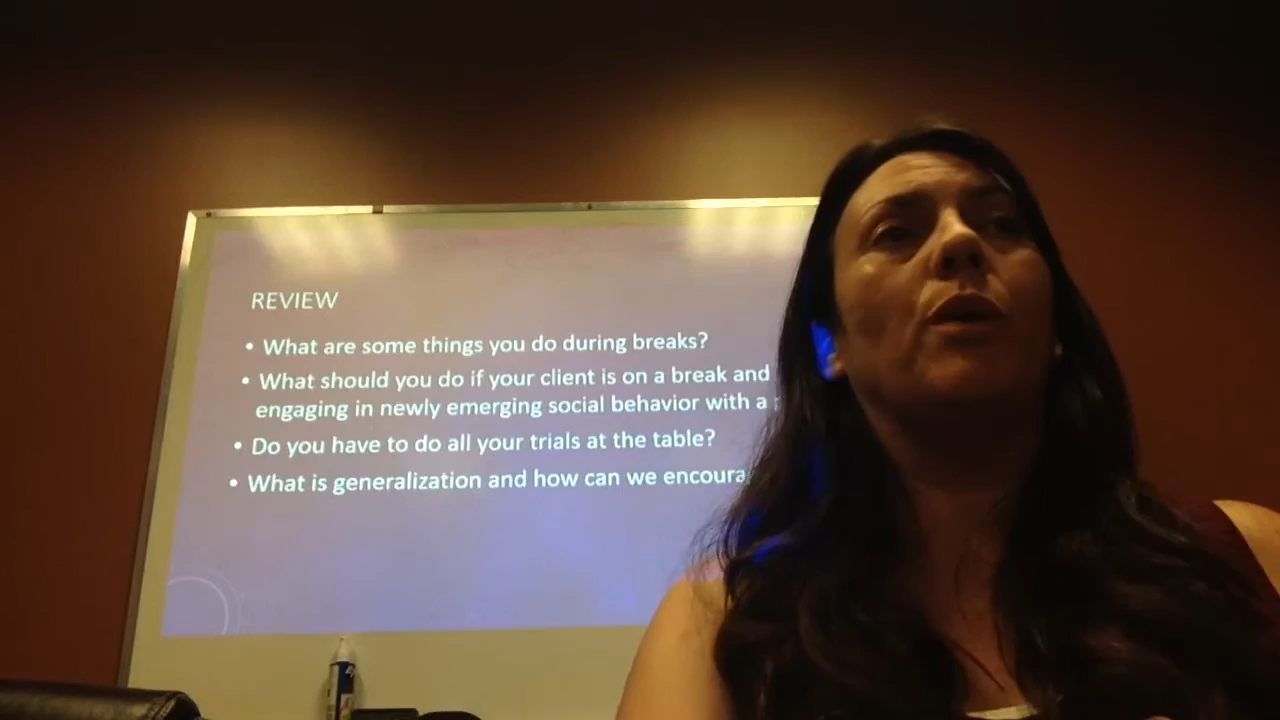 REVIEW
• What are some things you do during breaks?
• What should you do if your client is on a break and
engaging in newly emerging social behavior with a
• Do you have to do all your trials at the table?
• What is generalization and how can we